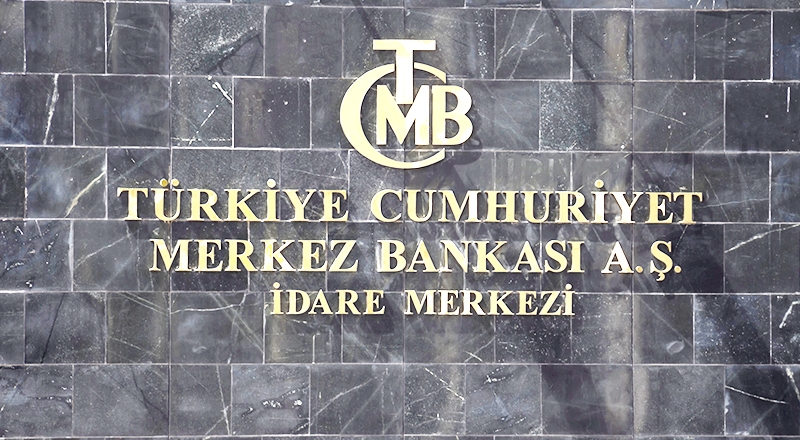 TCMB
TÜRKİYE CUMHURİYET
MERKEZ BANKASI A.Ş.
İDARE MERKEZİ